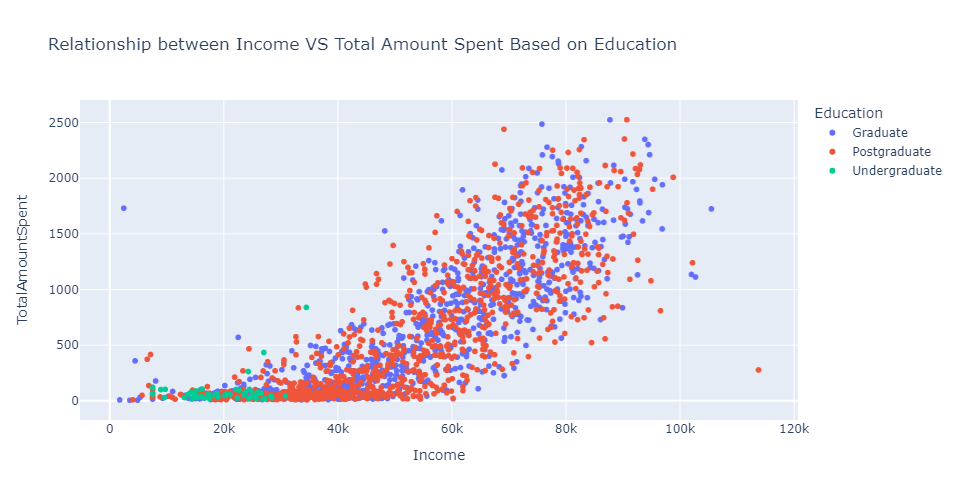 Relationship between Income VS Total Amount Spent Based on Education
Education
Graduate
Postgraduate
Undergraduate
TotalAmountSpent
2500
2000
1500
1000
500
0
0 20k 40k 60k 80k 100k 120k
Income